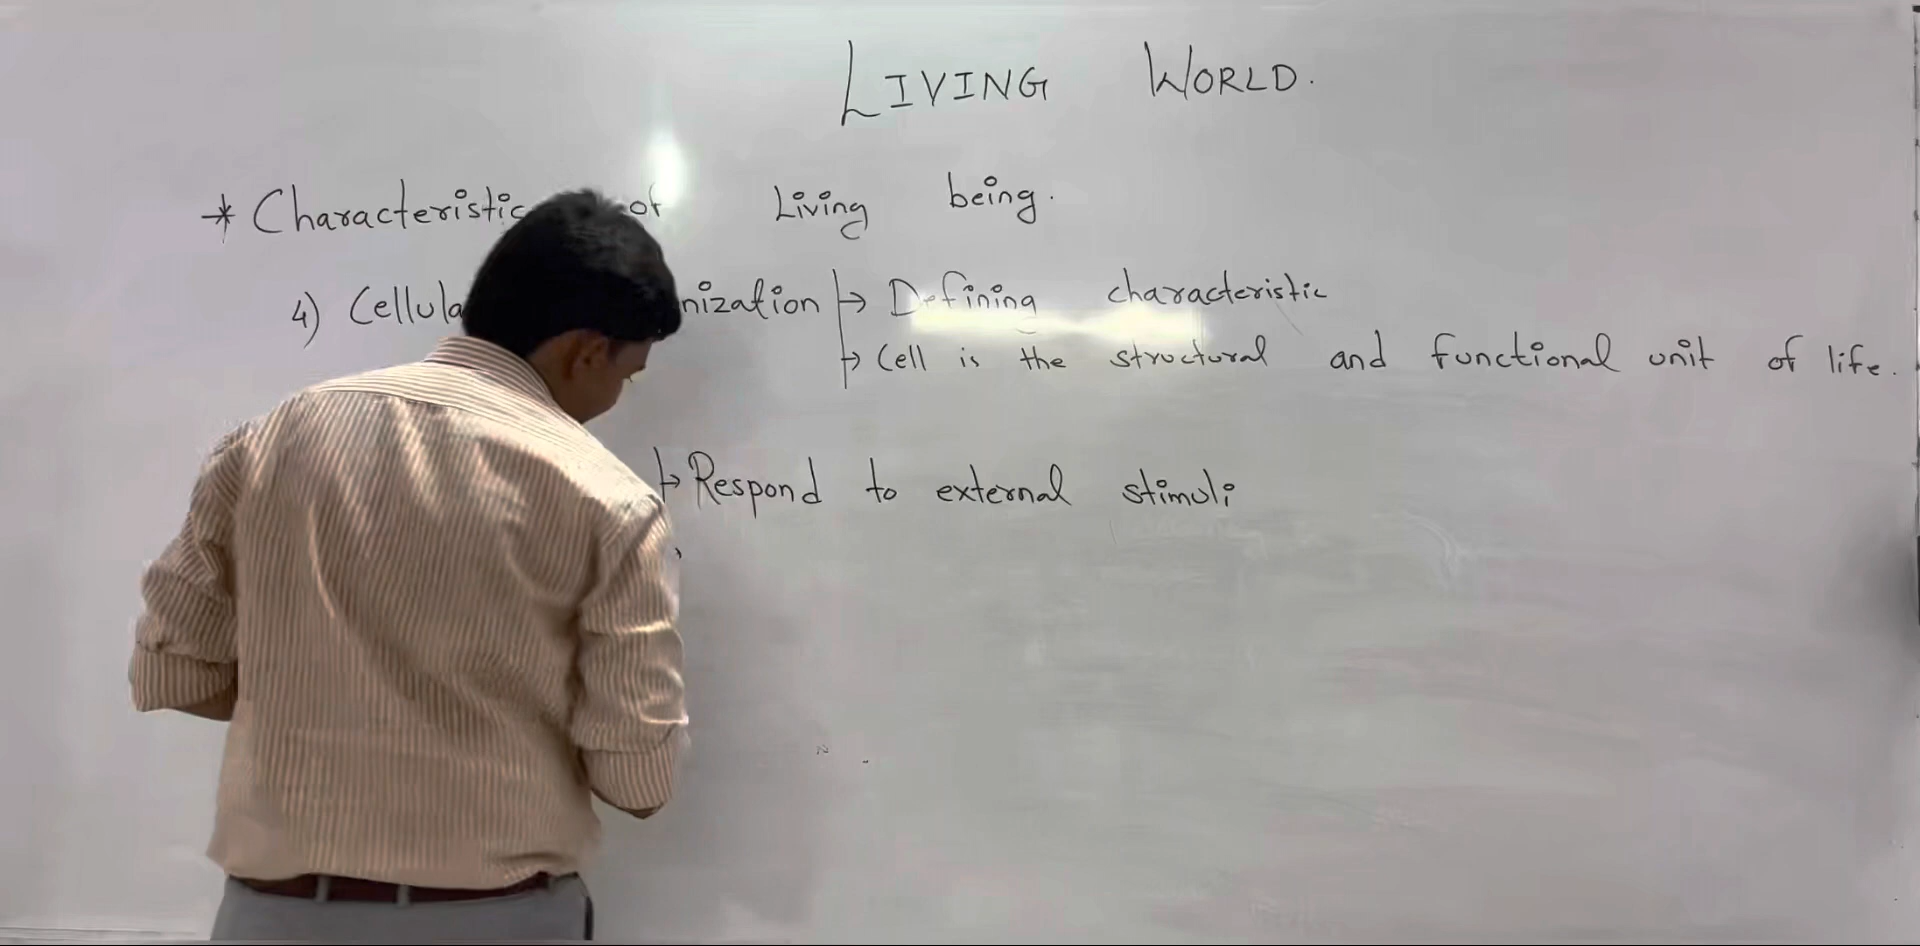 LIVING WORLD.
* Characteristic of Living being.
4) Cellula nization → Defining characteristic
→ Cell is the structural and functional unit of life.
→ Respond to external stimuli